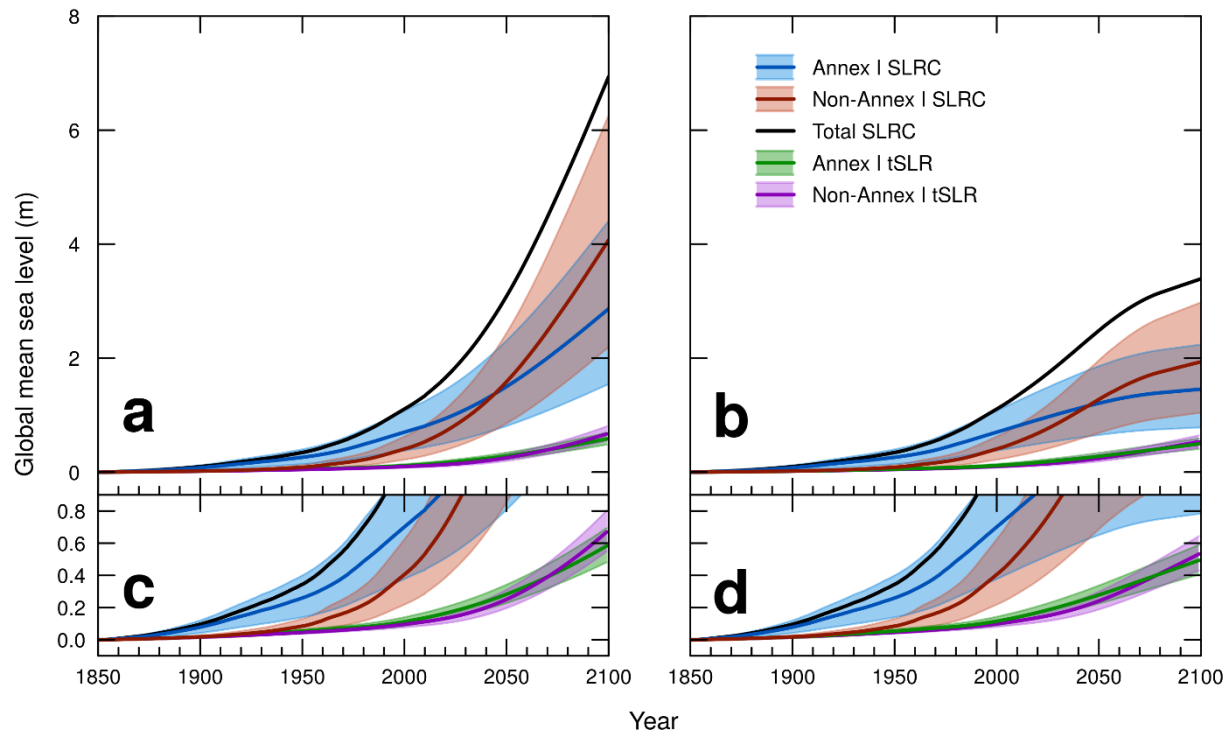 Global mean sea level (m)
8
6
4
2
0
a
b
Annex I SLRC
Non-Annex I SLRC
Total SLRC
Annex I tSLR
Non-Annex I tSLR
0.8
0.6
0.4
0.2
0.0
c
d
1850 1900 1950 2000 2050 2100
1850 1900 1950 2000 2050 2100
Year